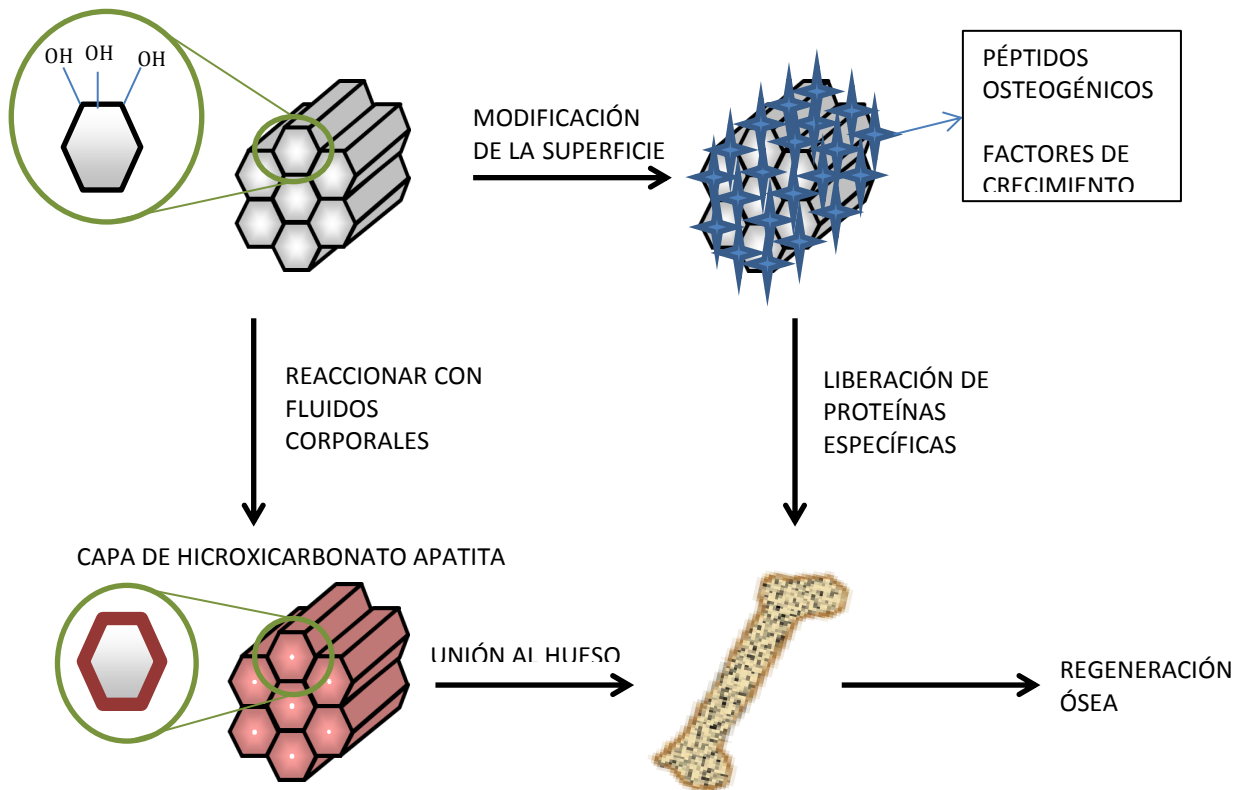 OH
OH
OH
MODIFICACIÓN
DE LA SUPERFICIE
PÉPTIDOS
OSTEOGÉNICOS
FACTORES DE
CRECIMIENTO
REACCIONAR CON
FLUIDOS
CORPORALES
LIBERACIÓN DE
PROTEÍNAS
ESPECÍFICAS
CAPA DE HICROXICARBONATO APATITA
UNIÓN AL HUESO
REGENERACIÓN
ÓSEA